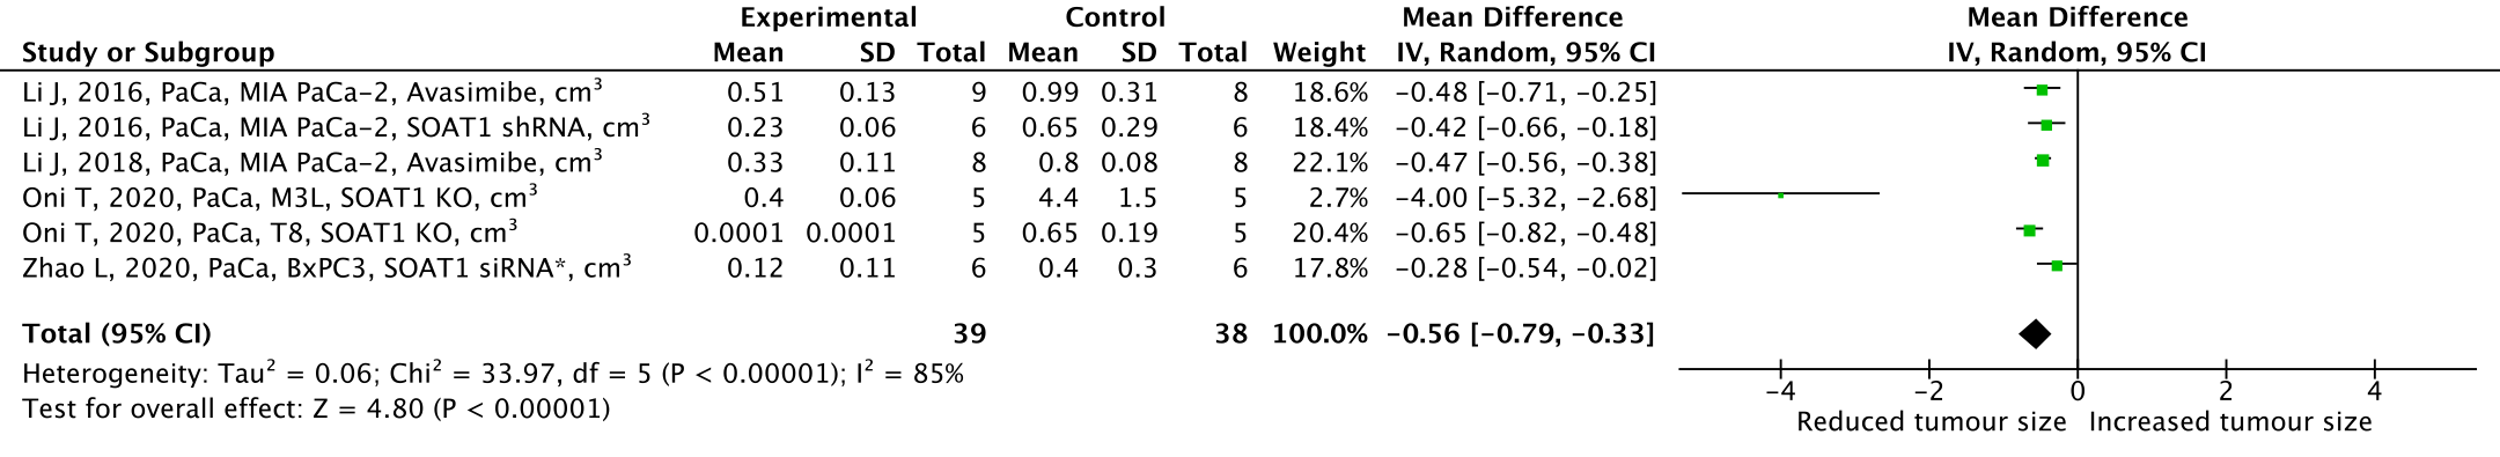 Experimental Control Mean Difference Mean Difference
Study or Subgroup Mean SD Total Mean SD Total Weight IV, Random, 95% CI IV, Random, 95% CI
Li J, 2016, PaCa, MIA PaCa-2, Avasimibe, cm³ 0.51 0.13 9 0.99 0.31 8 18.6% −0.48 [−0.71, −0.25]
Li J, 2016, PaCa, MIA PaCa-2, SOAT1 shRNA, cm³ 0.23 0.06 6 0.65 0.29 6 18.4% −0.42 [−0.66, −0.18]
Li J, 2018, PaCa, MIA PaCa-2, Avasimibe, cm³ 0.33 0.11 8 0.8 0.08 8 22.1% −0.47 [−0.56, −0.38]
Oni T, 2020, PaCa, M3L, SOAT1 KO, cm³ 0.4 0.06 5 4.4 1.5 5 2.7% −4.00 [−5.32, −2.68]
Oni T, 2020, PaCa, T8, SOAT1 KO, cm³ 0.0001 0.0001 5 0.65 0.19 5 20.4% −0.65 [−0.82, −0.48]
Zhao L, 2020, PaCa, BxPC3, SOAT1 siRNA*, cm³ 0.12 0.11 6 0.4 0.3 6 17.8% −0.28 [−0.54, −0.02]
Total (95% CI) 39 38 100.0% −0.56 [−0.79, −0.33]
Heterogeneity: Tau² = 0.06; Chi² = 33.97, df = 5 (P < 0.00001); I² = 85%
Test for overall effect: Z = 4.80 (P < 0.00001)
−4 −2 0 2 4
Reduced tumour size Increased tumour size